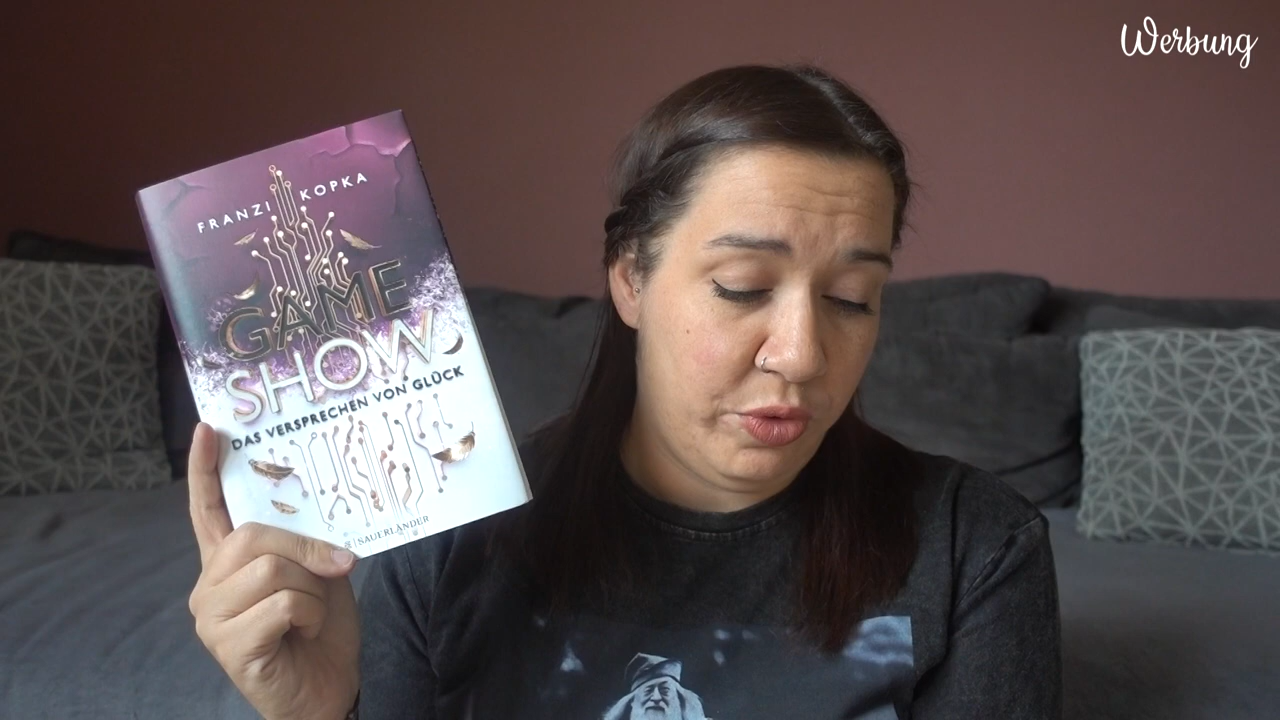 Werbung
FRANZI KOPKA
GAME
SHOW
DAS VERSPRECHEN VON GLÜCK
SAUERLÄNDER